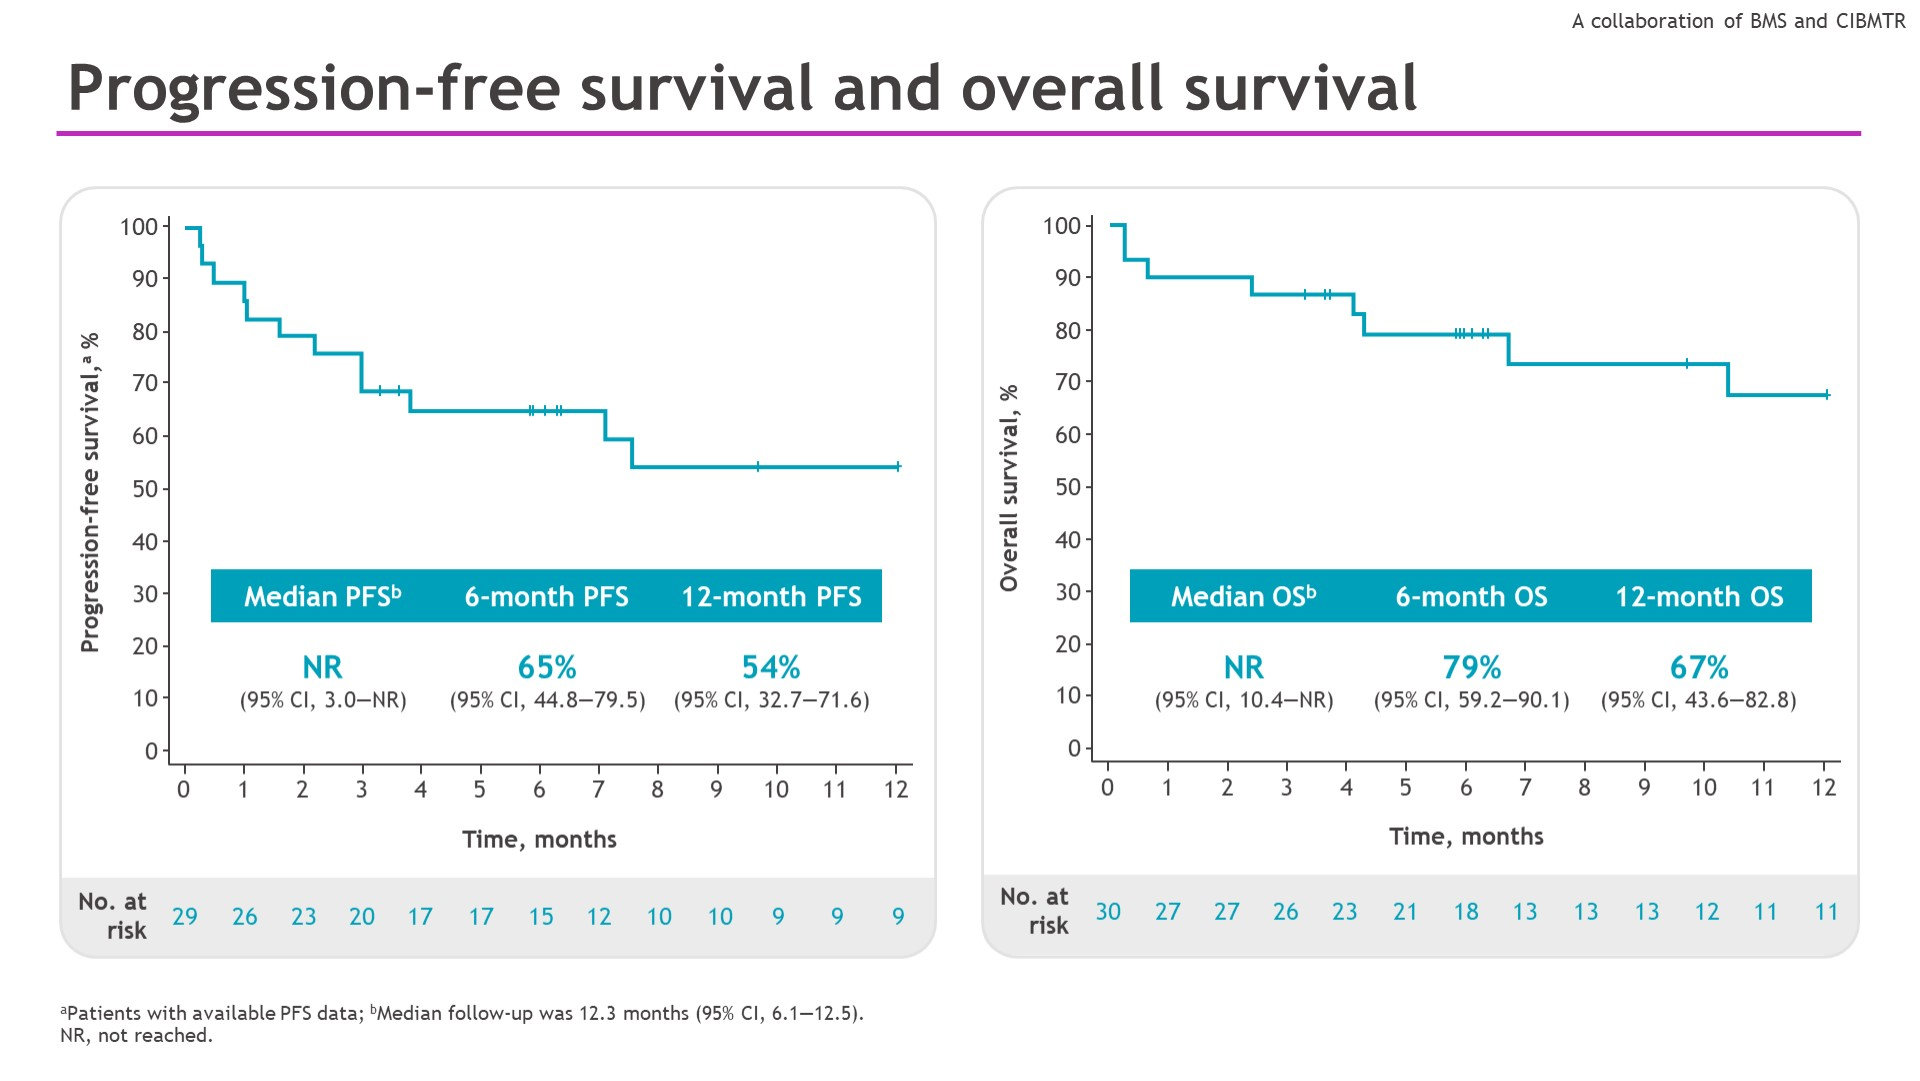 A collaboration of BMS and CIBMTR
Progression-free survival and overall survival
Progression-free survival,ᵃ %
100
90
80
70
60
50
40
30
20
10
0
Median PFSᵇ 6-month PFS 12-month PFS
NR 65% 54%
(95% CI, 3.0—NR) (95% CI, 44.8—79.5) (95% CI, 32.7—71.6)
0 1 2 3 4 5 6 7 8 9 10 11 12
Time, months
No. at
risk
29 26 23 20 17 17 15 12 10 10 9 9 9
Overall survival, %
100
90
80
70
60
50
40
30
20
10
0
Median OSᵇ 6-month OS 12-month OS
NR 79% 67%
(95% CI, 10.4—NR) (95% CI, 59.2—90.1) (95% CI, 43.6—82.8)
0 1 2 3 4 5 6 7 8 9 10 11 12
Time, months
No. at
risk
30 27 27 26 23 21 18 13 13 13 12 11 11
ᵃPatients with available PFS data; ᵇMedian follow-up was 12.3 months (95% CI, 6.1—12.5).
NR, not reached.